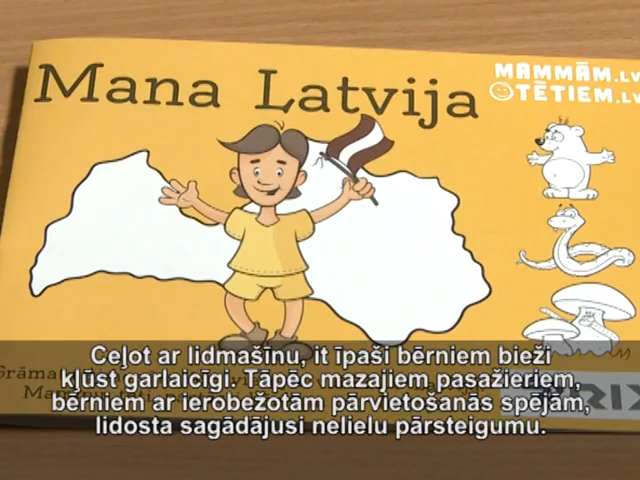 Mana Latvija
MAMMĀM.LV
TĒTIEM.LV
Ceļot ar lidmašīnu, it īpaši bērniem bieži
kļūst garlaicīgi. Tāpēc mazajiem pasažieriem,
bērniem ar ierobežotām pārvietošanās spējām,
lidosta sagādājusi nelielu pārsteigumu.